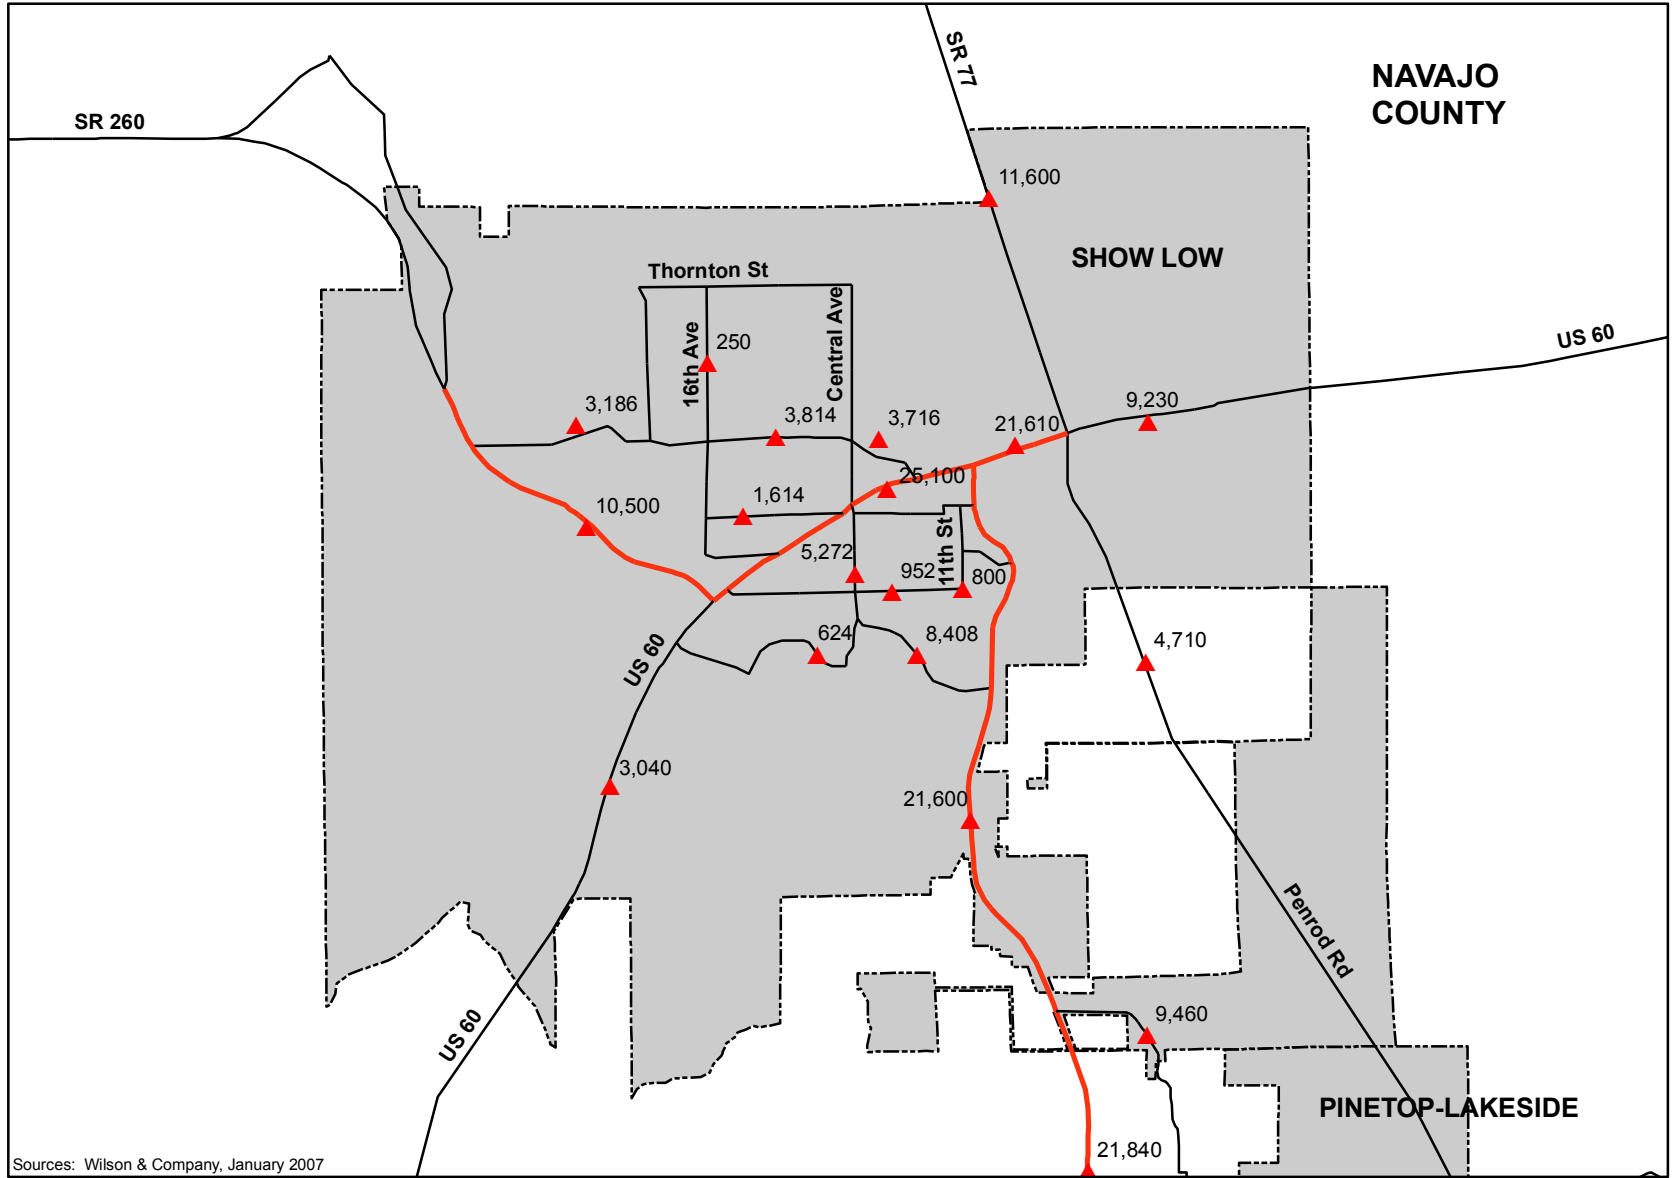 SR 77
NAVAJO
COUNTY
SR 260
11,600
SHOW LOW
Thornton St
Central Ave
16th Ave
250
US 60
3,186
3,814
3,716
21,610
9,230
25,100
10,500
1,614
11th St
5,272
952
800
624
8,408
4,710
US 60
3,040
21,600
Penrod Rd
US 60
9,460
PINETOP-LAKESIDE
21,840
Sources: Wilson & Company, January 2007